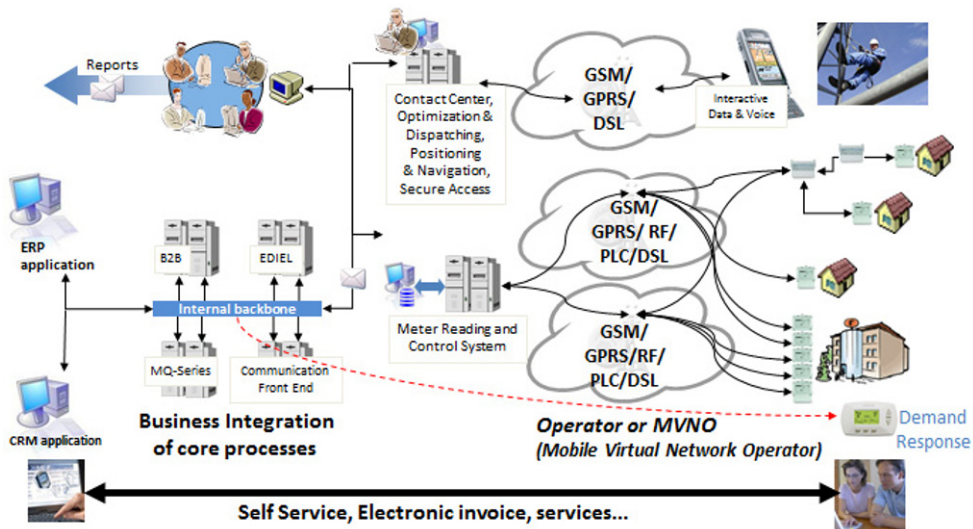 Reports
Contact Center,
Optimization &
Dispatching,
Positioning
& Navigation,
Secure Access
GSM/
GPRS/
DSL
Interactive
Data & Voice
ERP
application
B2B
EDIEL
Internal backbone
MQ-Series
Communication
Front End
CRM application
Business Integration
of core processes
Meter Reading and
Control System
GSM/
GPRS/ RF/
PLC/DSL
GSM/
GPRS/RF/
PLC/DSL
Operator or MVNO
(Mobile Virtual Network Operator)
Demand
Response
Self Service, Electronic invoice, services...